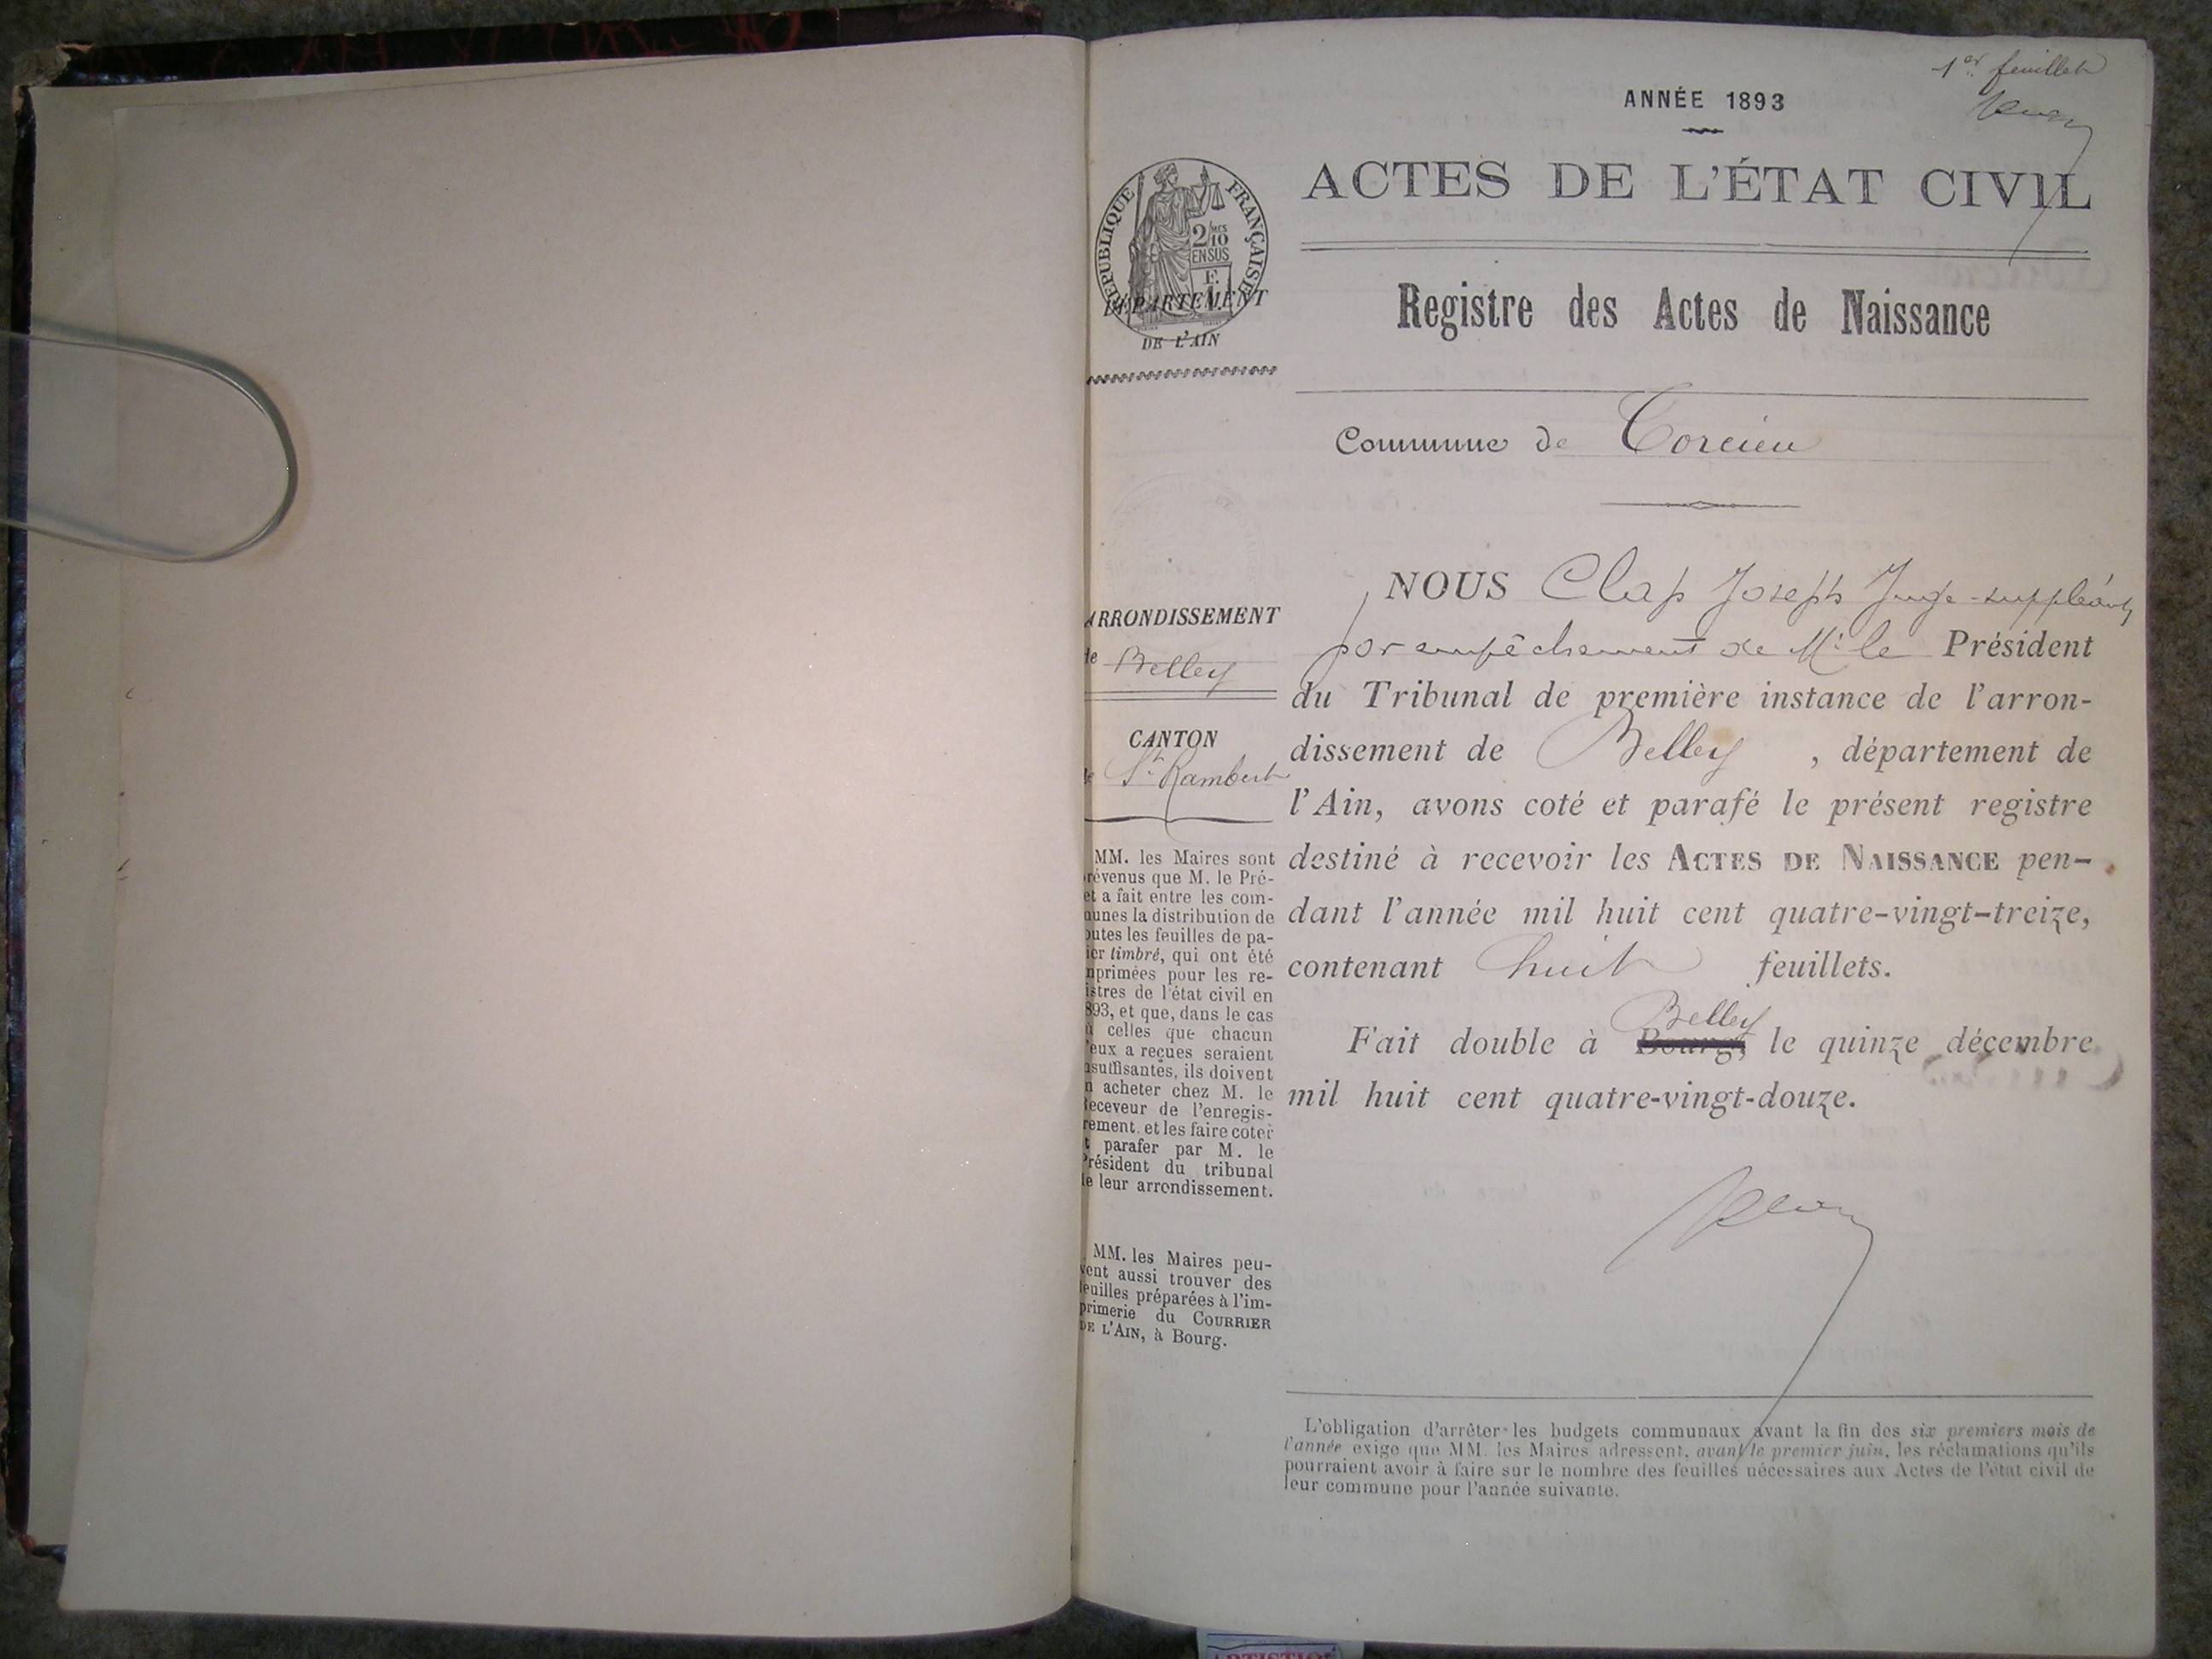 1er feuillet
ANNÉE 1893
ACTES DE L'ÉTAT CIVIL
RÉPUBLIQUE FRANÇAISE
2/10mes
EN SUS
DÉPARTEMENT
DE L'AIN
Registre des Actes de Naissance
Commune de Torcieu
ARRONDISSEMENT
de Belley
CANTON
de St Rambert
MM. les Maires sont
prévenus que M. le Pré-
et a fait entre les com-
munes la distribution de
outes les feuilles de pa-
ier timbré, qui ont été
mprimées pour les re-
istres de l'état civil en
893, et que, dans le cas
ù celles que chacun
'eux a reçues seraient
nsuffisantes, ils doivent
n acheter chez M. le
Receveur de l'enregis-
rement. et les faire coter
t parafer par M. le
Président du tribunal
de leur arrondissement.
MM. les Maires peu-
vent aussi trouver des
feuilles préparées à l'im-
primerie du COURRIER
DE L'AIN, à Bourg.
NOUS Clap Joseph Juge-suppléant
par empêchement de Mr le Président
du Tribunal de première instance de l'arron-
dissement de Belley, département de
l'Ain, avons coté et parafé le présent registre
destiné à recevoir les ACTES DE NAISSANCE pen-
dant l'année mil huit cent quatre-vingt-treize,
contenant huit feuillets.
Belley
Fait double à Bourg, le quinze décembre
mil huit cent quatre-vingt-douze.
L'obligation d'arrêter les budgets communaux avant la fin des six premiers mois de
l'année exige que MM. les Maires adressent, avant le premier juin, les réclamations qu'ils
pourraient avoir à faire sur le nombre des feuilles nécessaires aux Actes de l'état civil de
leur commune pour l'année suivante.